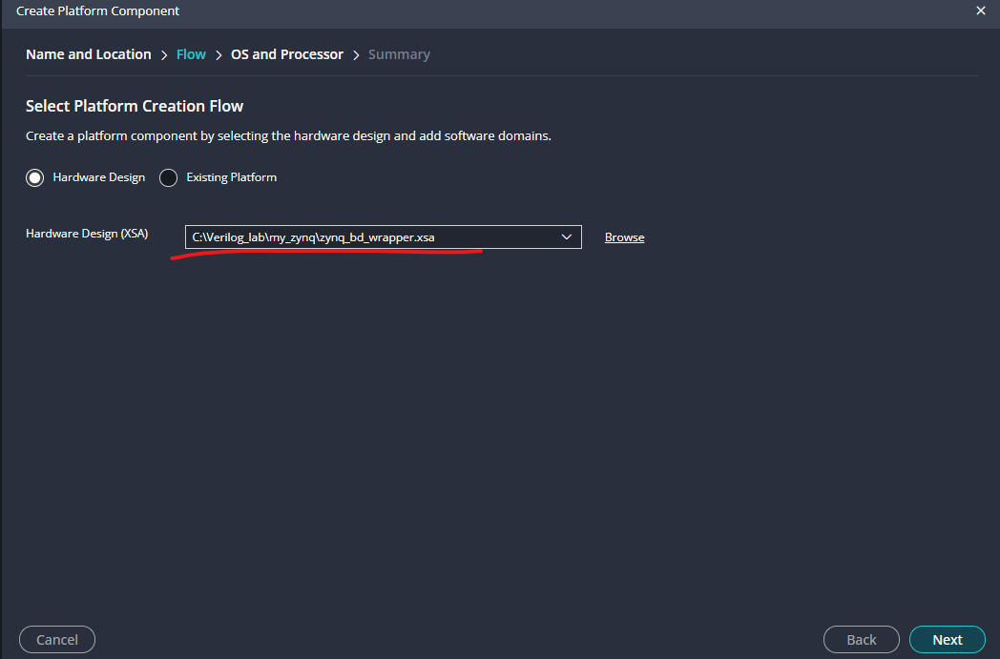 Create Platform Component
Name and Location > Flow > OS and Processor > Summary
Select Platform Creation Flow
Create a platform component by selecting the hardware design and add software domains.
Hardware Design Existing Platform
Hardware Design (XSA) C:\Verilog_lab\my_zynq\zynq_bd_wrapper.xsa Browse
Cancel Back Next